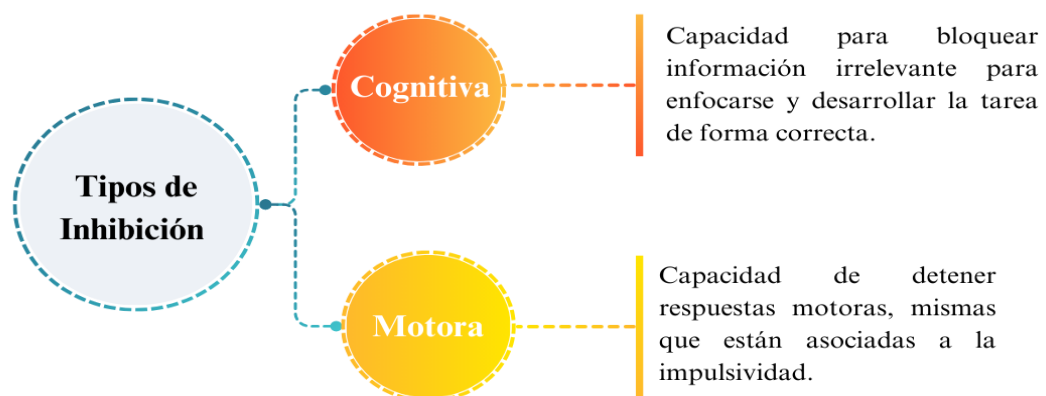 Tipos de
Inhibición
Cognitiva
Capacidad para bloquear
información irrelevante para
enfocarse y desarrollar la tarea
de forma correcta.
Motora
Capacidad de detener
respuestas motoras, mismas
que están asociadas a la
impulsividad.